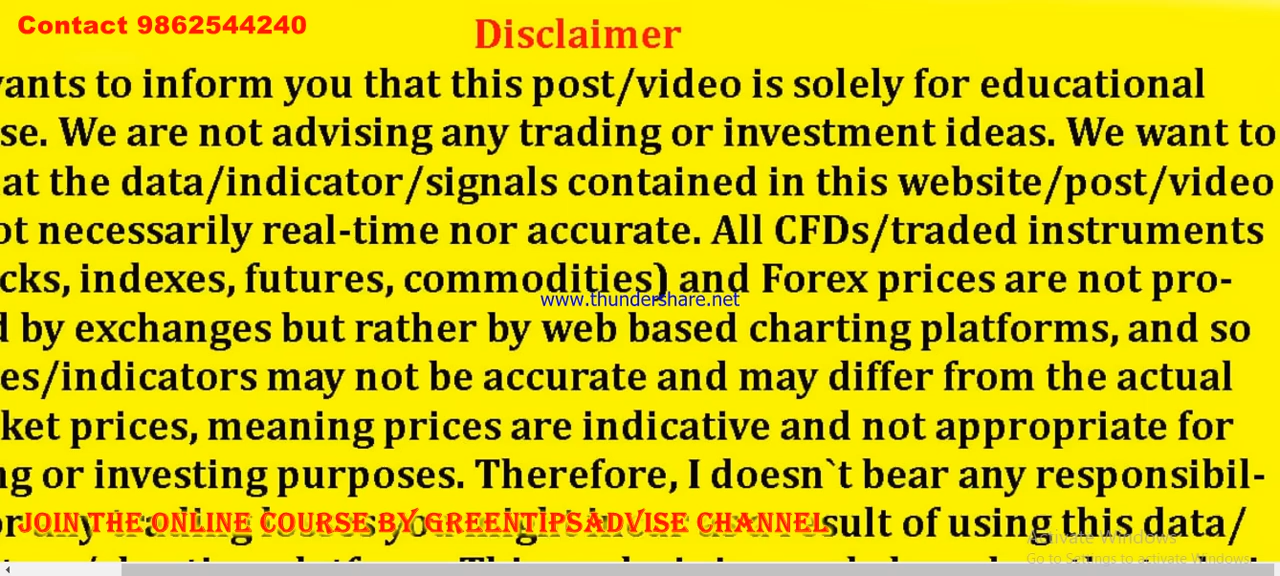 Contact 9862544240
Disclaimer
ants to inform you that this post/video is solely for educational
se. We are not advising any trading or investment ideas. We want to
at the data/indicator/signals contained in this website/post/video
ot necessarily real-time nor accurate. All CFDs/traded instruments
cks, indexes, futures, commodities) and Forex prices are not pro-
www.thundershare.net
d by exchanges but rather by web based charting platforms, and so
es/indicators may not be accurate and may differ from the actual
ket prices, meaning prices are indicative and not appropriate for
ng or investing purposes. Therefore, I doesn`t bear any responsibil-
JOIN THE ONLINE COURSE BY GREENTIPSADVISE CHANNEL
sult of using this data/
Activate Windows
Go to Settings to activate Windows.